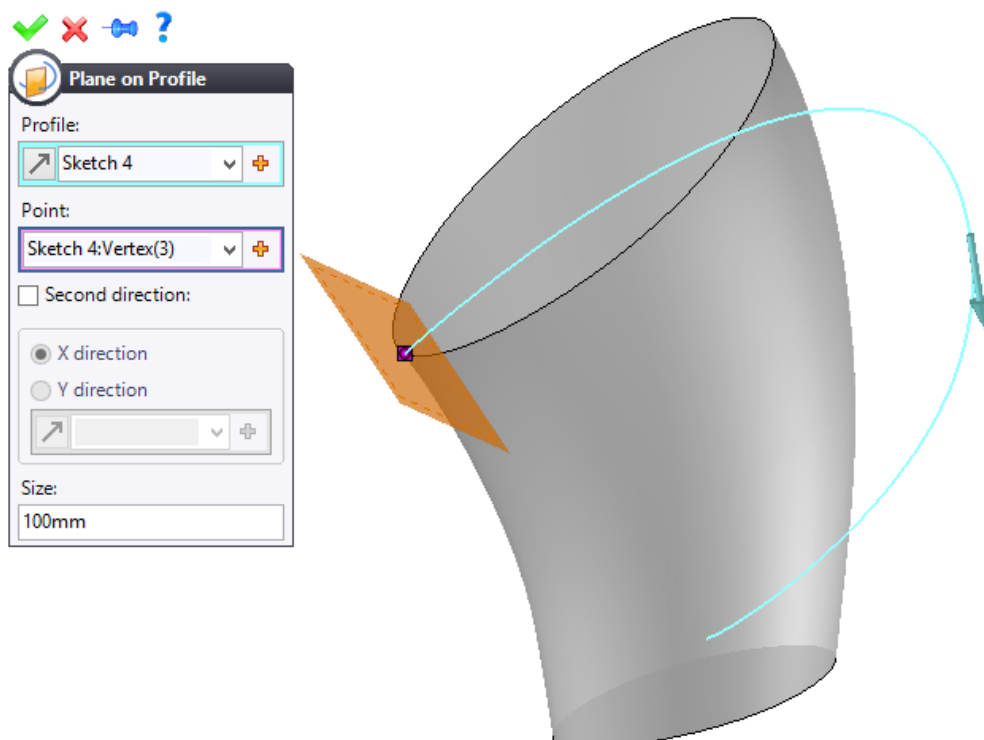 ?
Plane on Profile
Profile:
Sketch 4
Point:
Sketch 4:Vertex(3)
Second direction:
X direction
Y direction
Size:
100mm